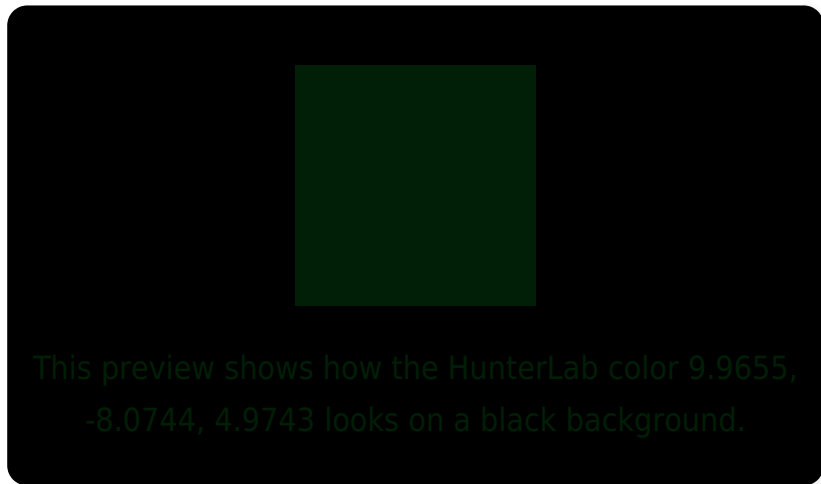 This preview shows how the HunterLab color 9.9655,
-8.0744, 4.9743 looks on a black background.